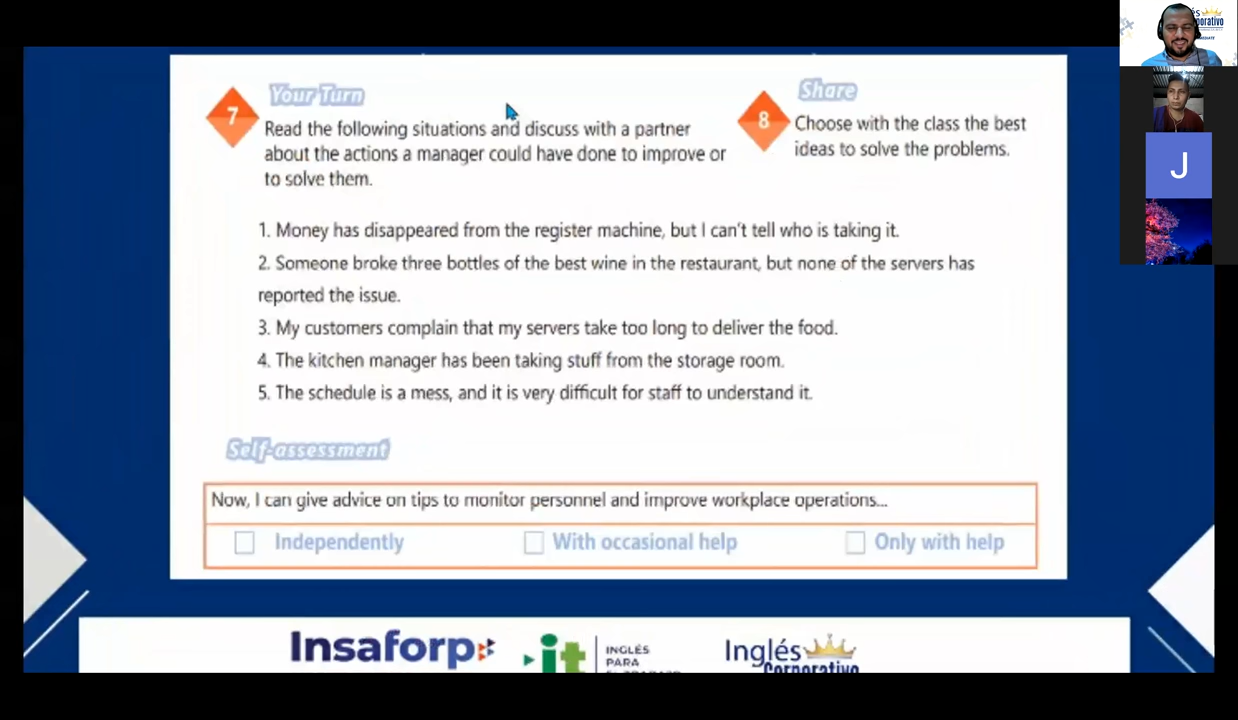 7
Your Turn
Read the following situations and discuss with a partner
about the actions a manager could have done to improve or
to solve them.
8
Share
Choose with the class the best
ideas to solve the problems.
1. Money has disappeared from the register machine, but I can't tell who is taking it.
2. Someone broke three bottles of the best wine in the restaurant, but none of the servers has
reported the issue.
3. My customers complain that my servers take too long to deliver the food.
4. The kitchen manager has been taking stuff from the storage room.
5. The schedule is a mess, and it is very difficult for staff to understand it.
Self-assessment
Now, I can give advice on tips to monitor personnel and improve workplace operations...
Independently
With occasional help
Only with help
Insaforp
it
INGLÉS
PARA
Inglés
Corporativo
J